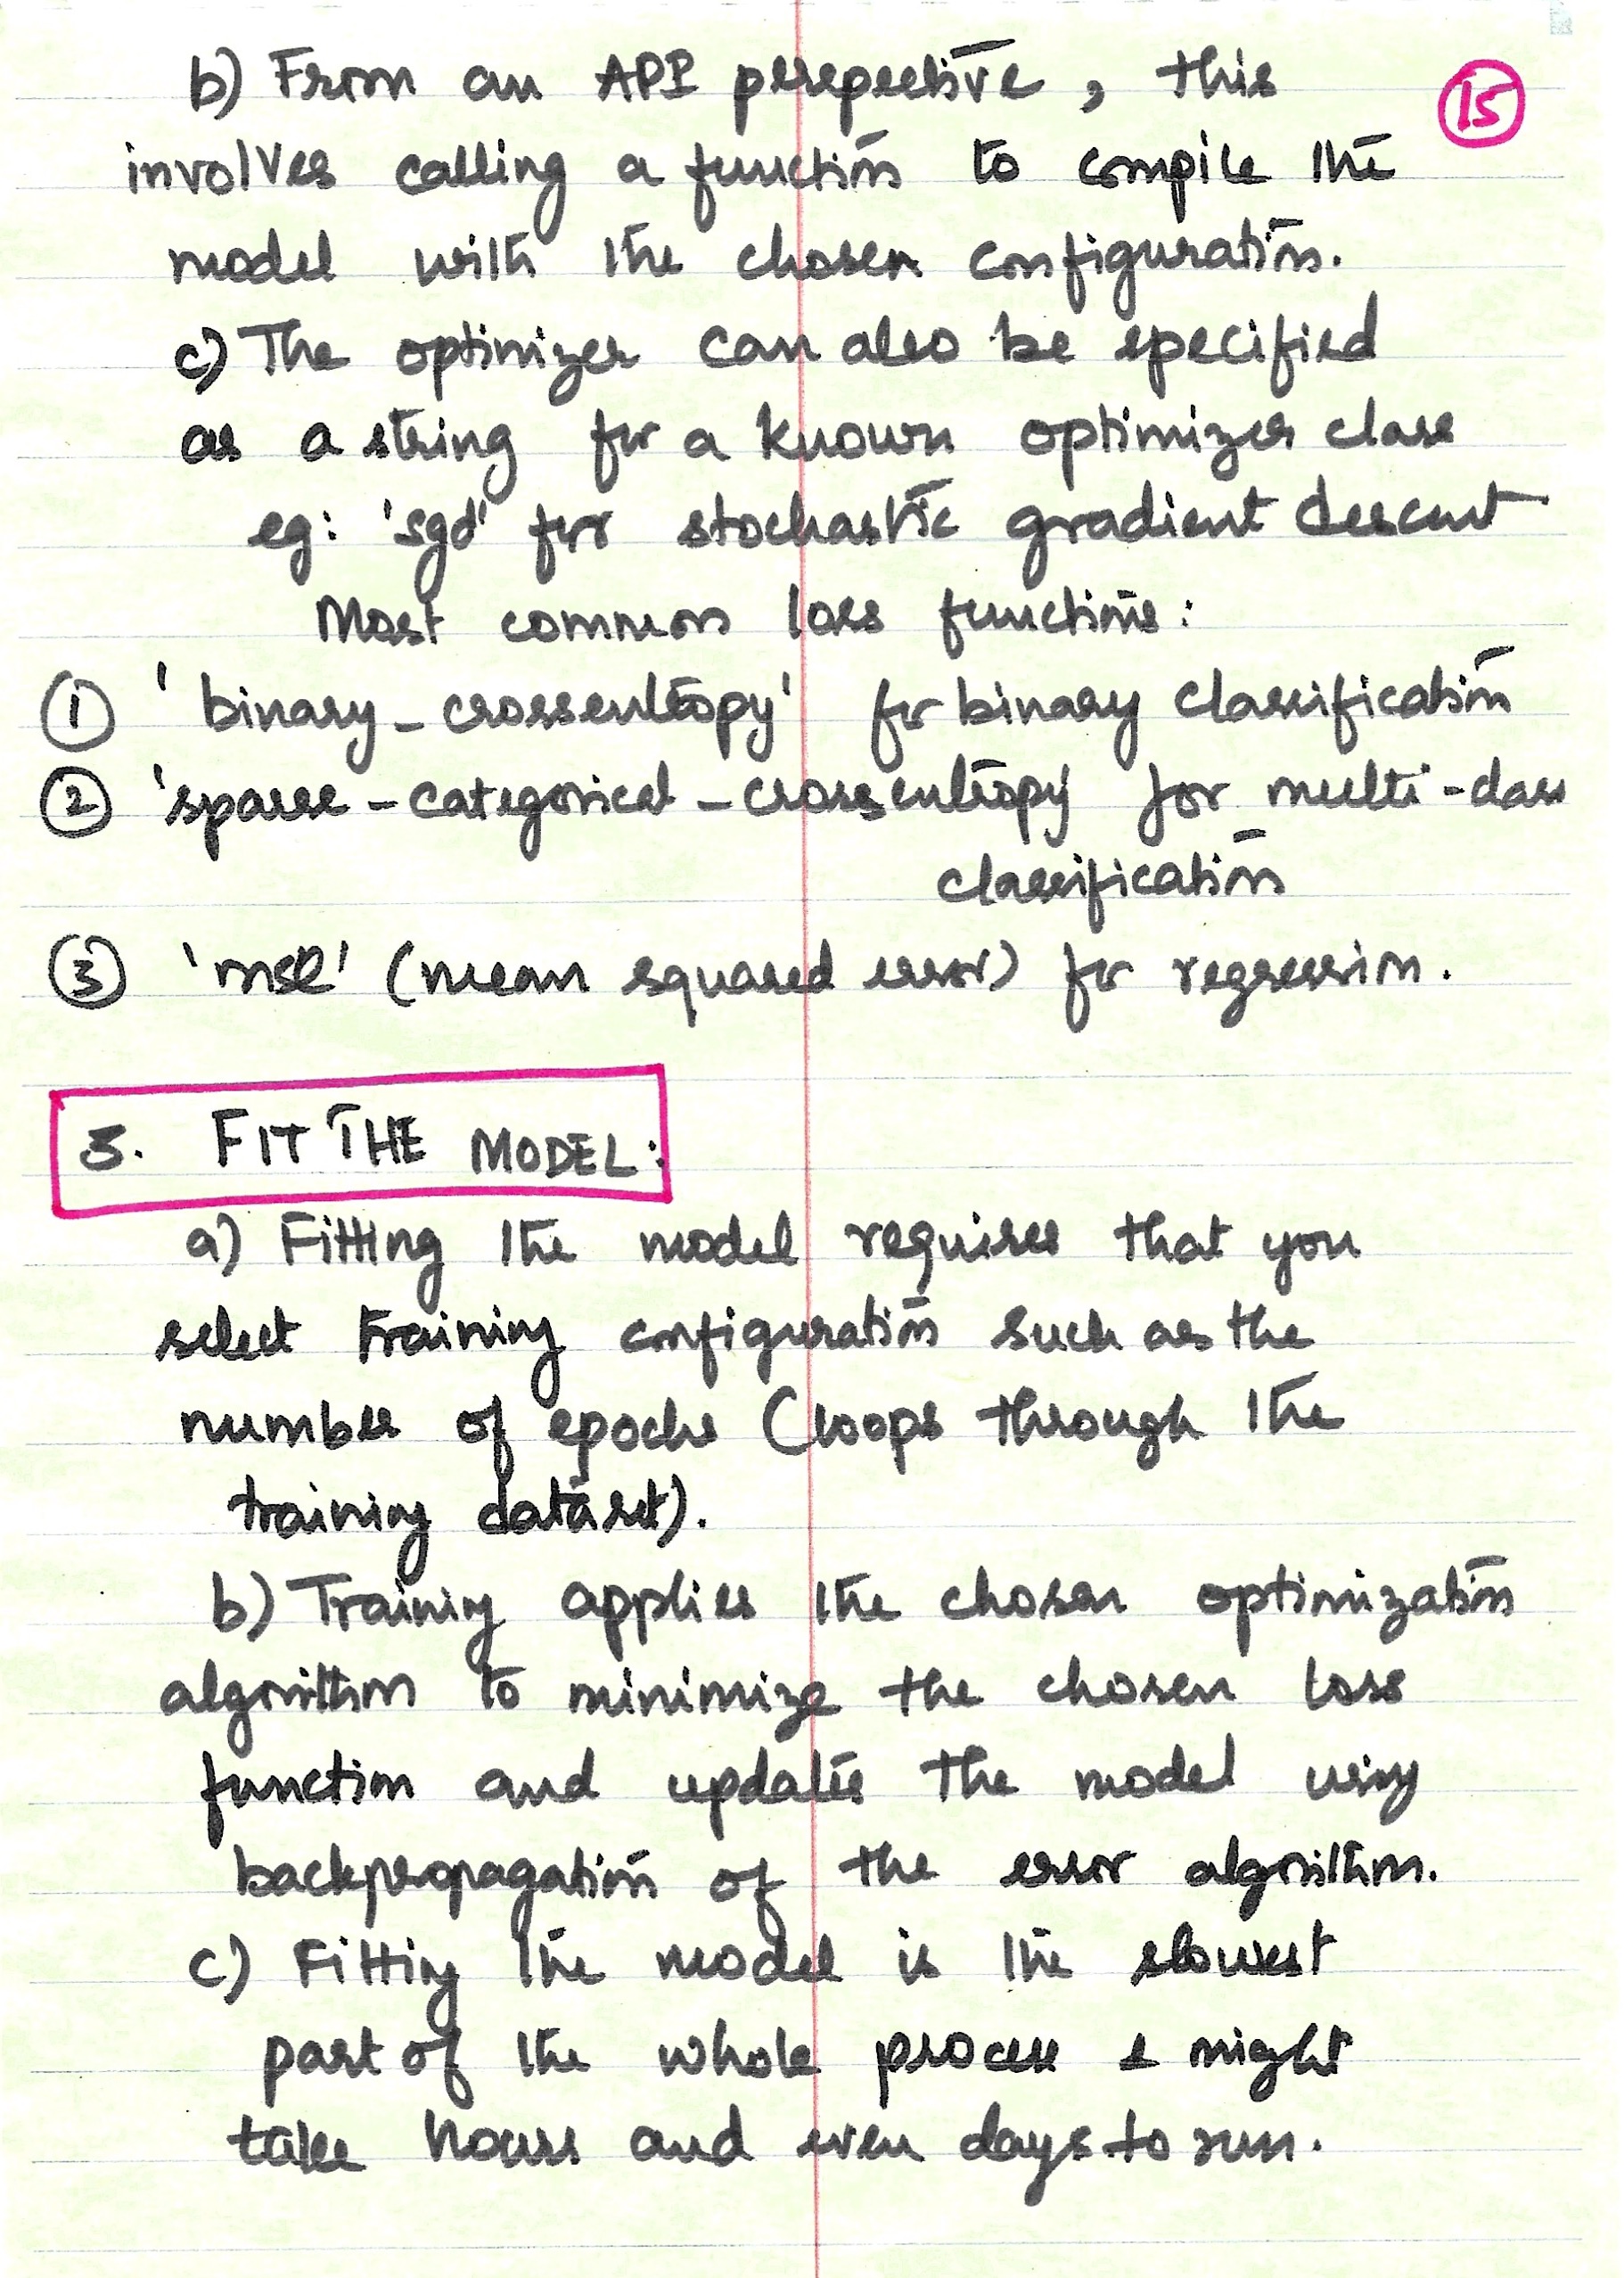 b) From an API perspective, this
15
involves calling a function to compile the
model with the chosen configuration.
c) The optimizer can also be specified
as a string for a known optimizer class
eg: 'sgd' for stochastic gradient descent
Most common loss functions:
1 'binary_crossentropy' for binary classification
2 'sparse_categorical_crossentropy' for multi-class
classification
3 'mse' (mean squared error) for regression.
3. FIT THE MODEL:
a) Fitting the model requires that you
select training configuration such as the
number of epochs (loops through the
training dataset).
b) Training applies the chosen optimization
algorithm to minimize the chosen loss
function and updates the model using
backpropagation of the error algorithm.
c) Fitting the model is the slowest
part of the whole process & might
take hours and even days to run.